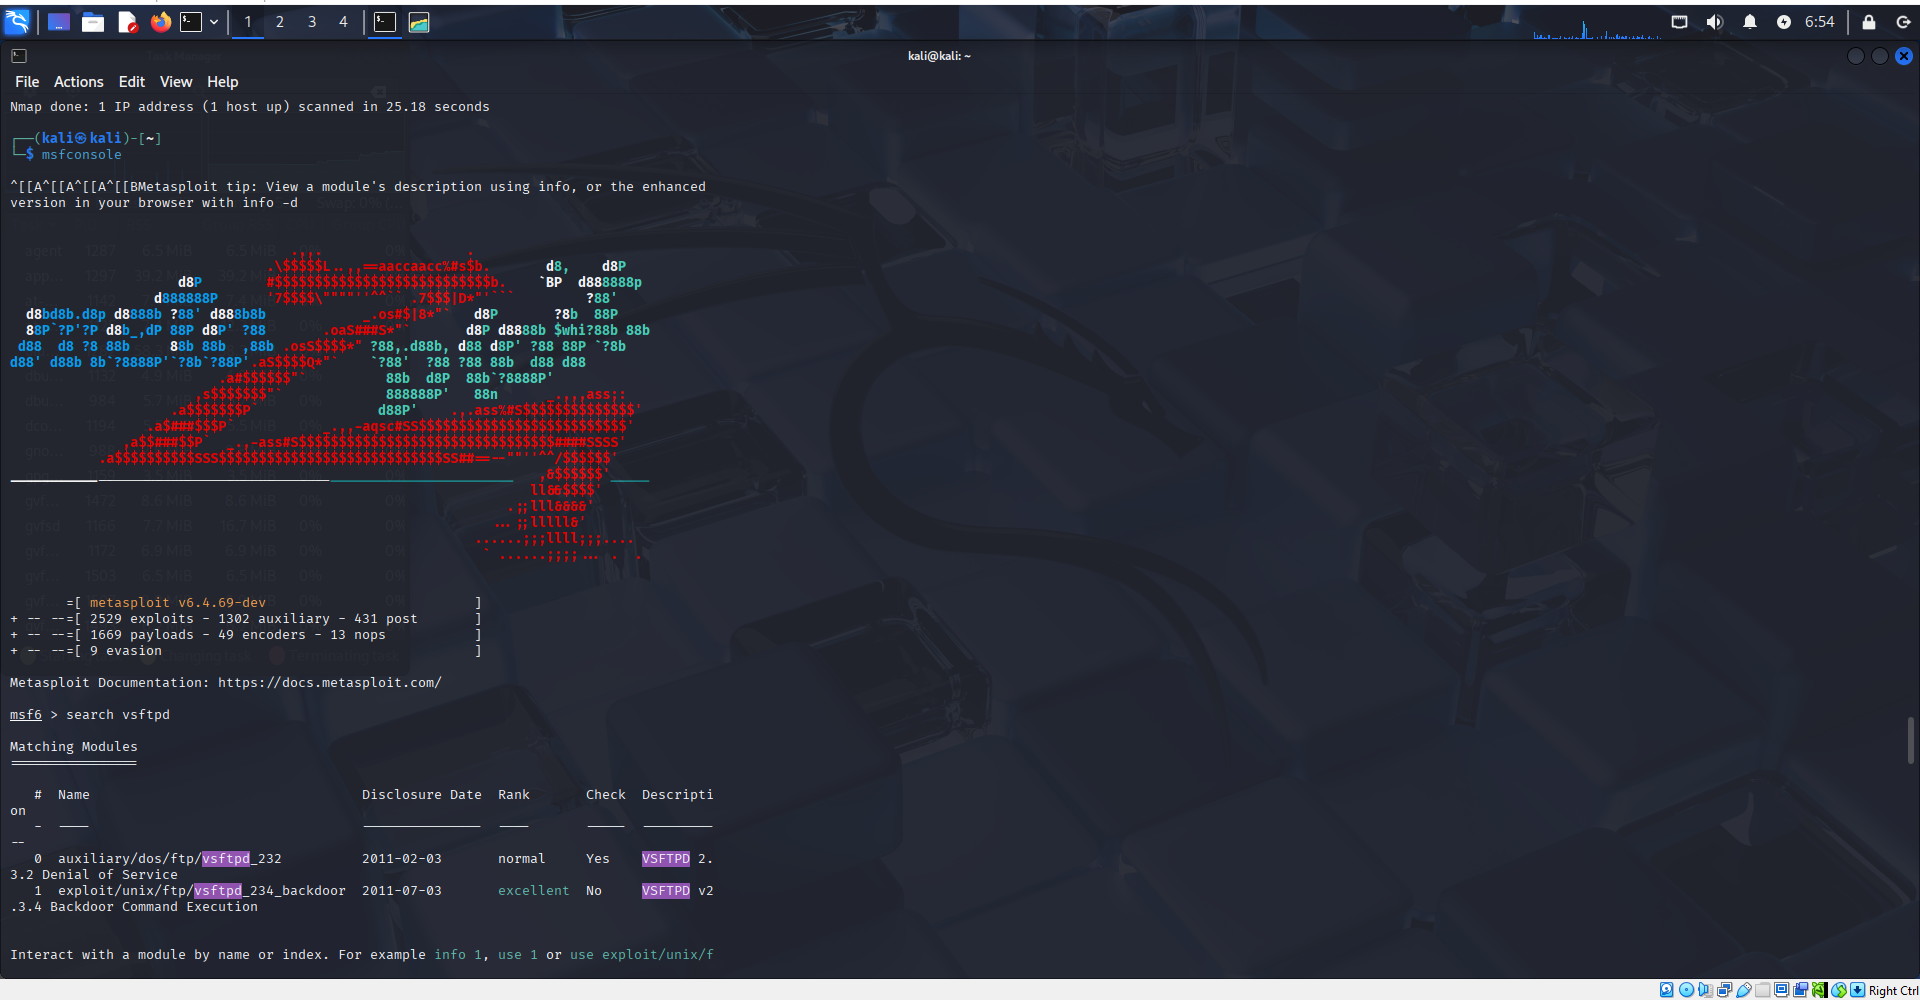 1 2 3 4 6:54
kali@kali: ~
File Actions Edit View Help
Nmap done: 1 IP address (1 host up) scanned in 25.18 seconds
┌──(kali㉿kali)-[~]
└─$ msfconsole
^[[A^[[A^[[A^[[BMetasploit tip: View a module's description using info, or the enhanced
version in your browser with info -d
=[ metasploit v6.4.69-dev ]
+ -- --=[ 2529 exploits - 1302 auxiliary - 431 post ]
+ -- --=[ 1669 payloads - 49 encoders - 13 nops ]
+ -- --=[ 9 evasion ]
Metasploit Documentation: https://docs.metasploit.com/
msf6 > search vsftpd
Matching Modules
================
# Name Disclosure Date Rank Check Descripti
on
- ---- --------------- ---- ----- ---------
--
0 auxiliary/dos/ftp/vsftpd_232 2011-02-03 normal Yes VSFTPD 2.
3.2 Denial of Service
1 exploit/unix/ftp/vsftpd_234_backdoor 2011-07-03 excellent No VSFTPD v2
.3.4 Backdoor Command Execution
Interact with a module by name or index. For example info 1, use 1 or use exploit/unix/f
Right Ctrl